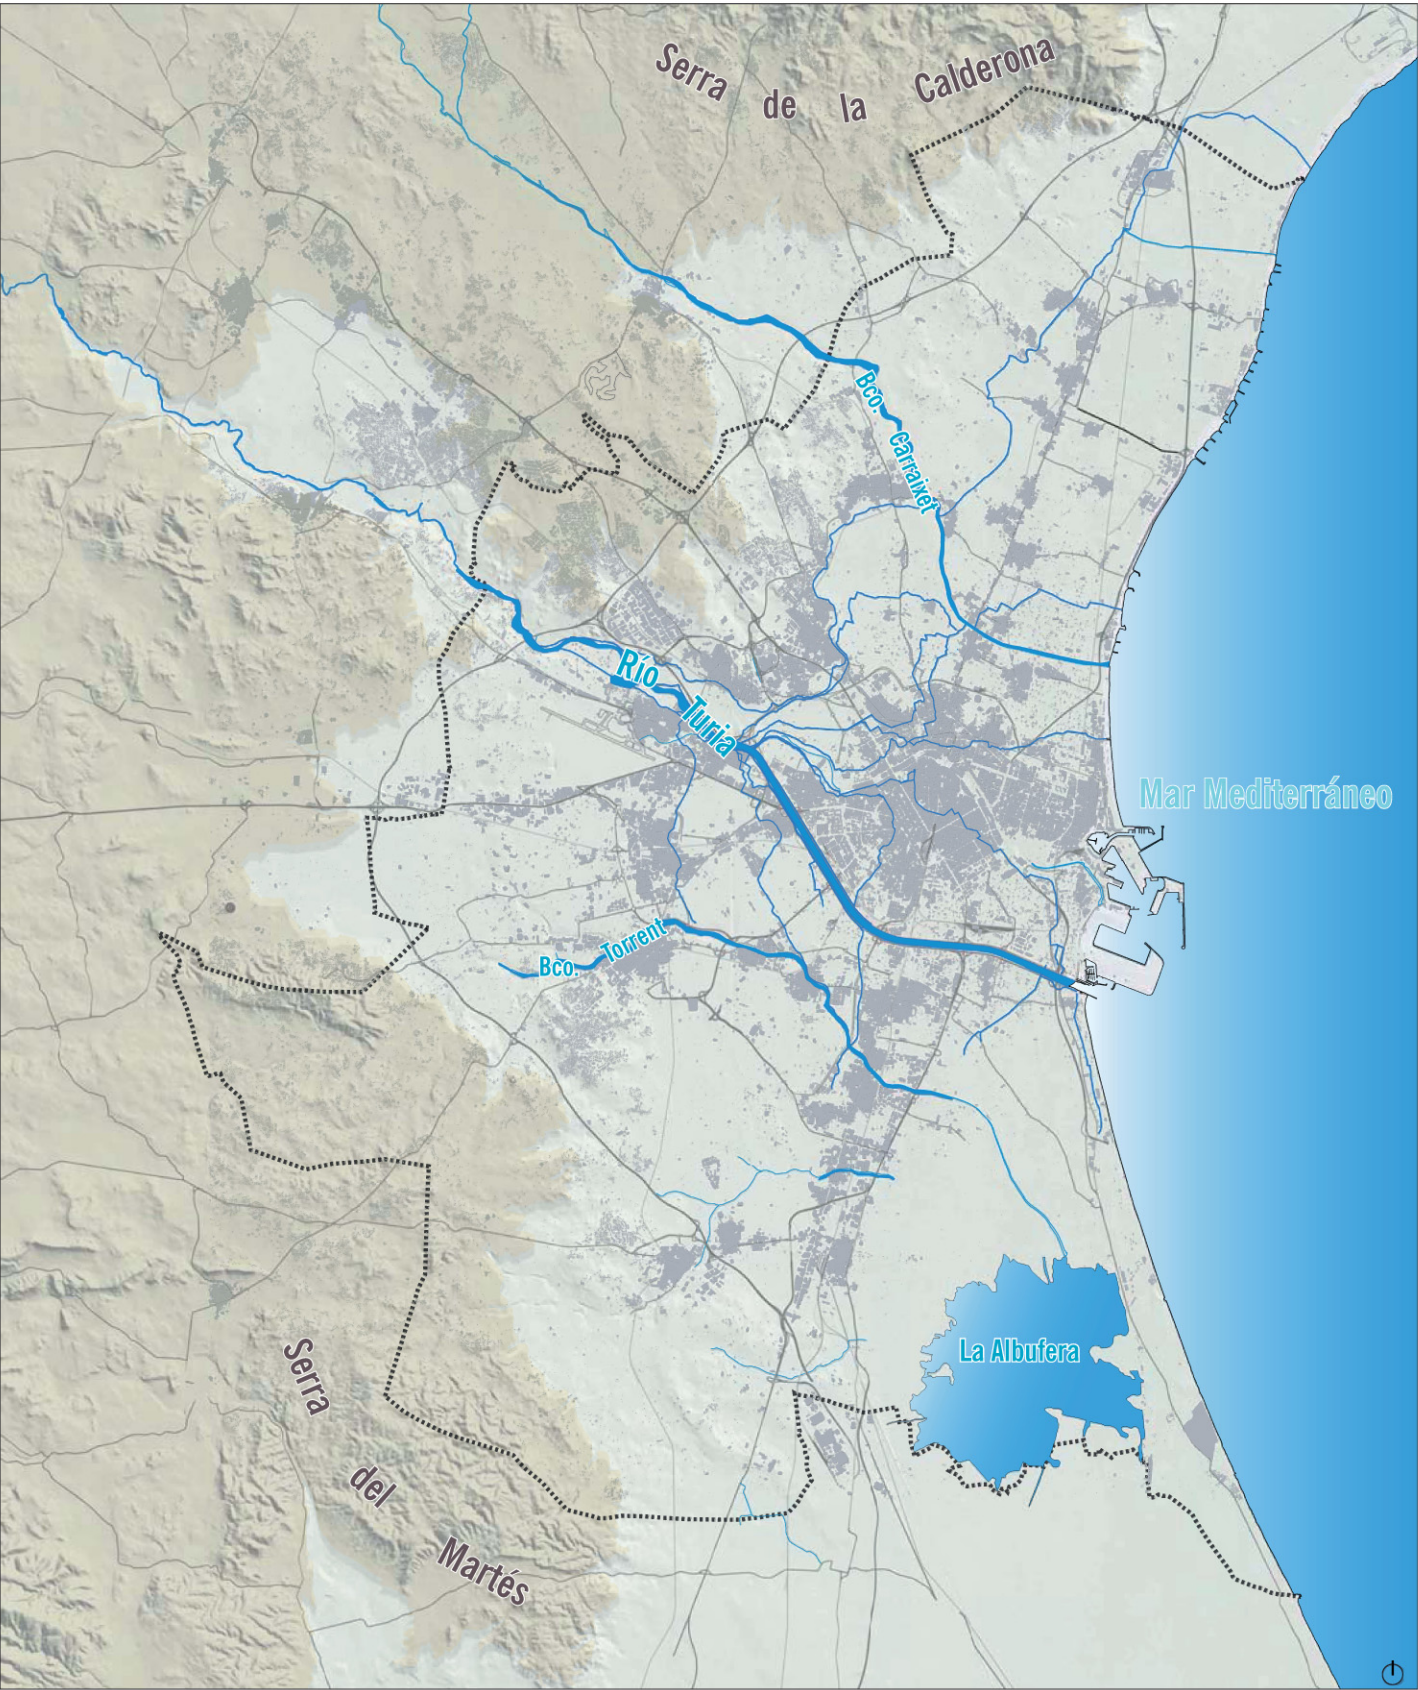 Serra de la Calderona
Bco. Carraixet
Río Turia
Mar Mediterráneo
Bco. Torrent
La Albufera
Serra del Martés